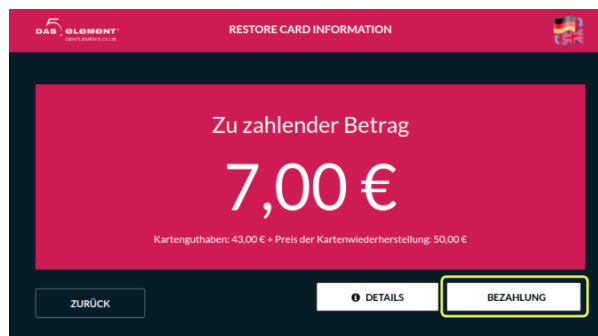 DAS 5. ELEMENT
GENTLEMEN'S CLUB
RESTORE CARD INFORMATION
Zu zahlender Betrag
7,00 €
Kartenguthaben: 43,00 € + Preis der Kartenwiederherstellung: 50,00 €
ZURÜCK
DETAILS
BEZAHLUNG